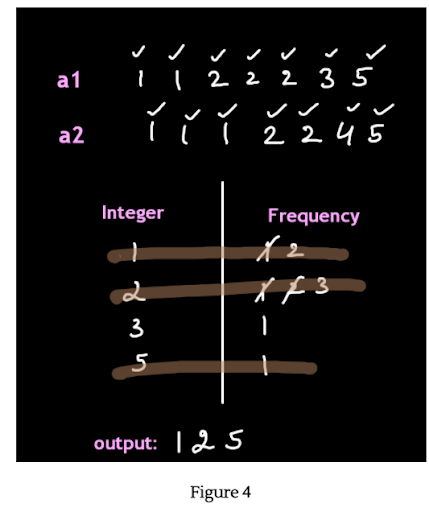 a1 1 1 2 2 2 3 5
a2 1 1 1 2 2 4 5
Integer Frequency
1 1 2
2 1 2 3
3 1
5 1
output: 1 2 5
Figure 4